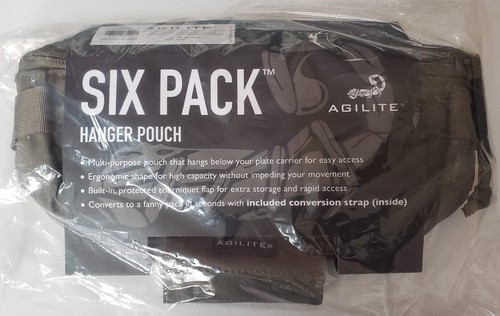 AGILITE
SIX PACK™
AGILITE®
HANGER POUCH
• Multi-purpose pouch that hangs below your plate carrier for easy access
• Ergonomic shape for high capacity without impeding your movement
• Built-in, protected tourniquet flap for extra storage and rapid access
• Converts to a fanny pack in seconds with included conversion strap (inside)
AGILITE®